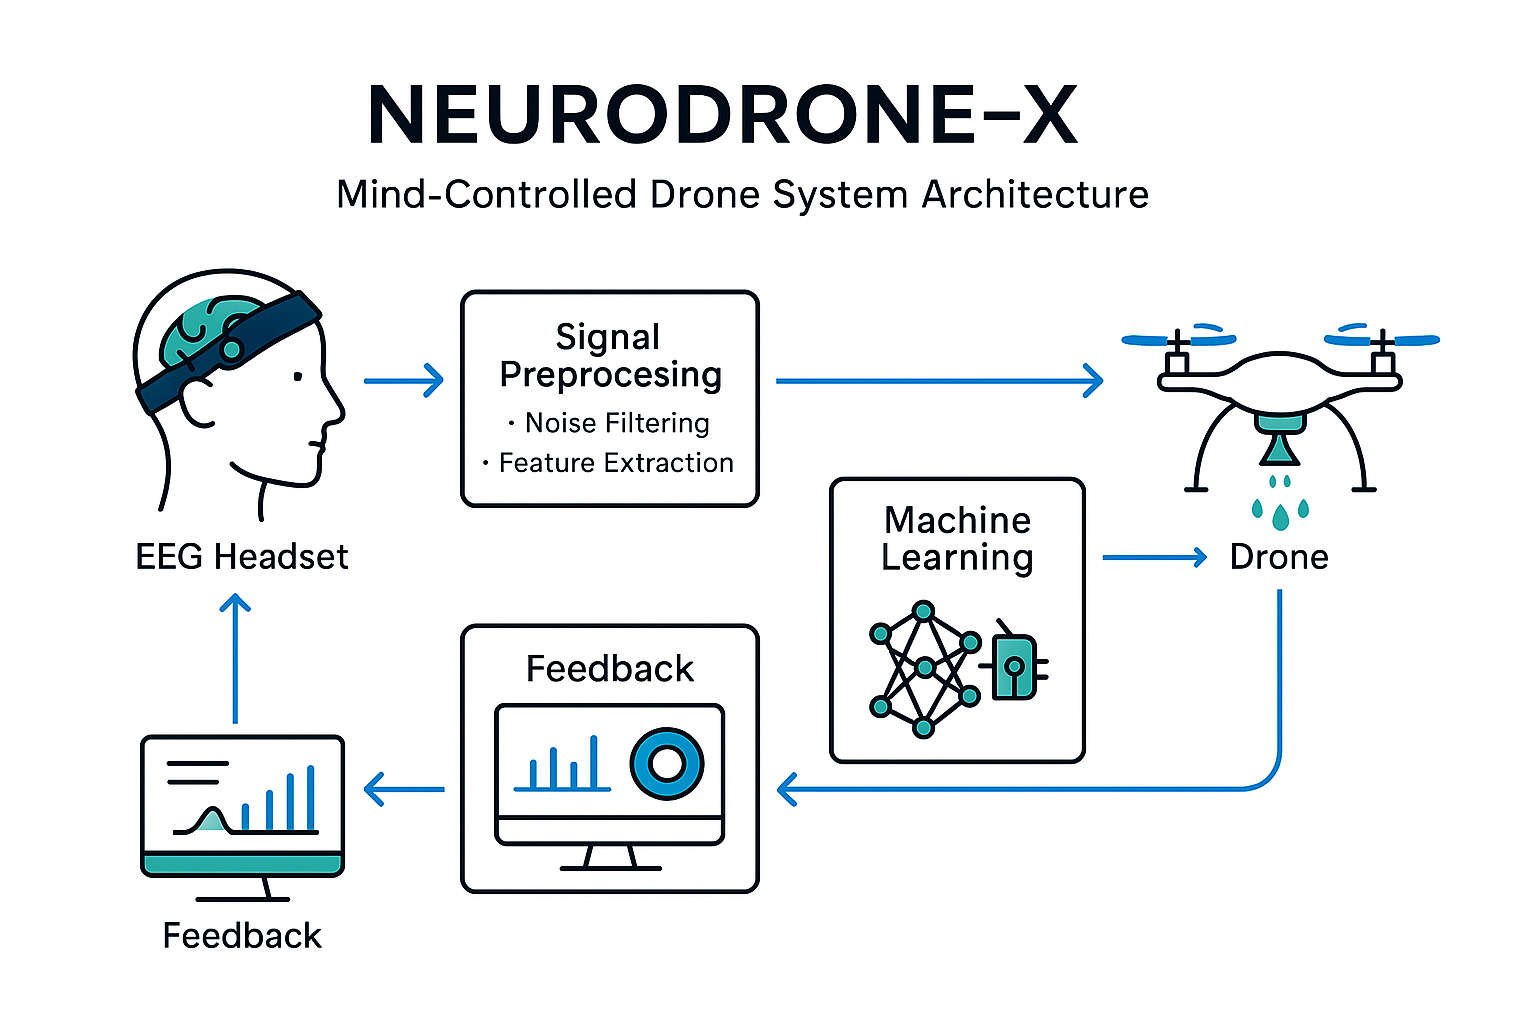 NEURODRONE–X
Mind-Controlled Drone System Architecture
EEG Headset
Signal
Preprocesing
· Noise Filtering
· Feature Extraction
Machine
Learning
Drone
Feedback
Feedback